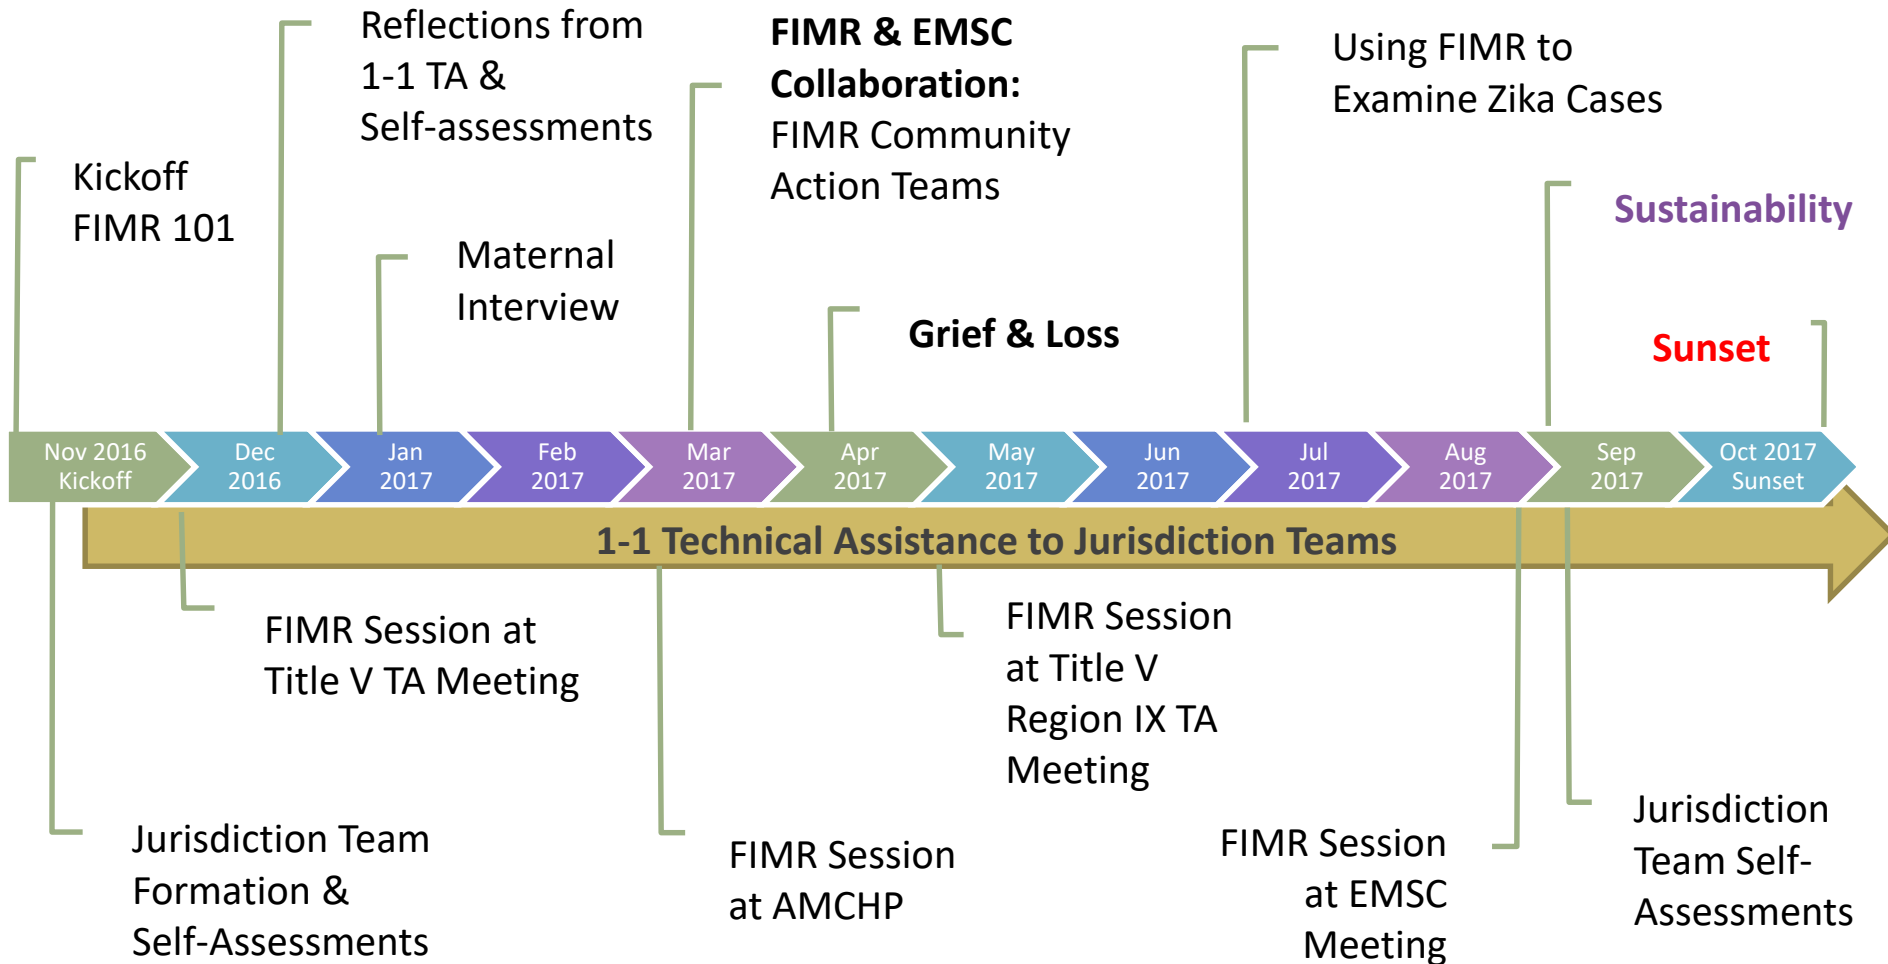 Reflections from
1-1 TA &
Self-assessments
FIMR & EMSC
Collaboration:
FIMR Community
Action Teams
Using FIMR to
Examine Zika Cases
Kickoff
FIMR 101
Maternal
Interview
Grief & Loss
Sustainability
Sunset
Nov 2016
Kickoff
Dec
2016
Jan
2017
Feb
2017
Mar
2017
Apr
2017
May
2017
Jun
2017
Jul
2017
Aug
2017
Sep
2017
Oct 2017
Sunset
1-1 Technical Assistance to Jurisdiction Teams
FIMR Session at
Title V TA Meeting
FIMR Session
at Title V
Region IX TA
Meeting
Jurisdiction Team
Formation &
Self-Assessments
FIMR Session
at AMCHP
FIMR Session
at EMSC
Meeting
Jurisdiction
Team Self-
Assessments